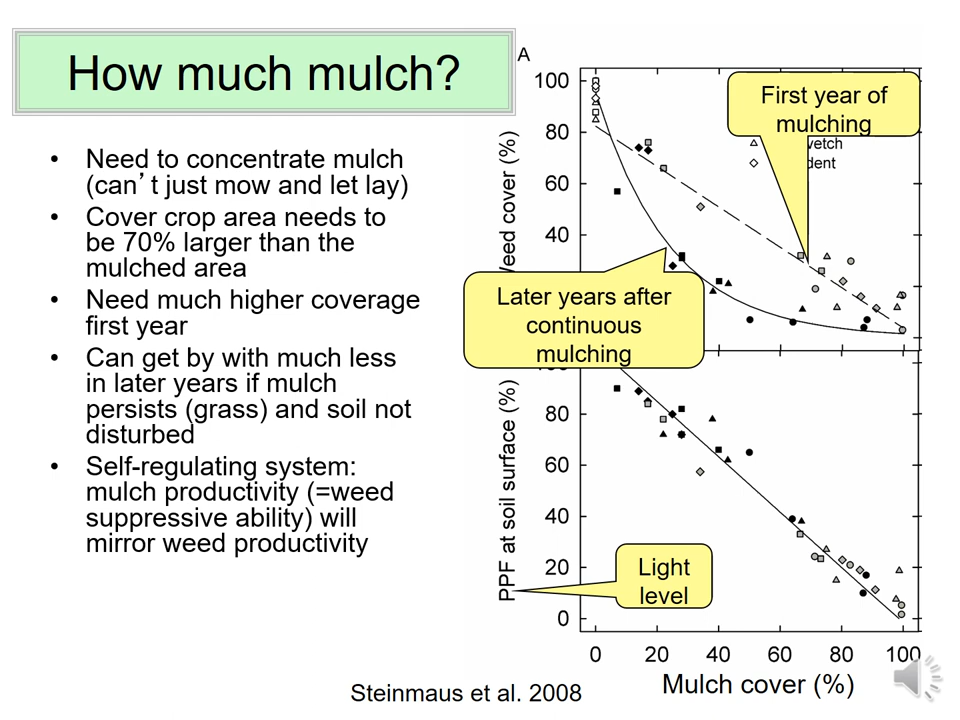 How much mulch?
• Need to concentrate mulch
(can’t just mow and let lay)
• Cover crop area needs to
be 70% larger than the
mulched area
• Need much higher coverage
first year
• Can get by with much less
in later years if mulch
persists (grass) and soil not
disturbed
• Self-regulating system:
mulch productivity (=weed
suppressive ability) will
mirror weed productivity
A
First year of
mulching
100
80
60
40
cover (%)
Later years after
continuous
mulching
80
60
40
20
0
PPF at soil surface (%)
Light
level
0 20 40 60 80 100
Mulch cover (%)
Steinmaus et al. 2008